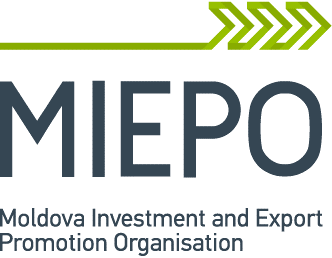 MIEPO
Moldova Investment and Export
Promotion Organisation